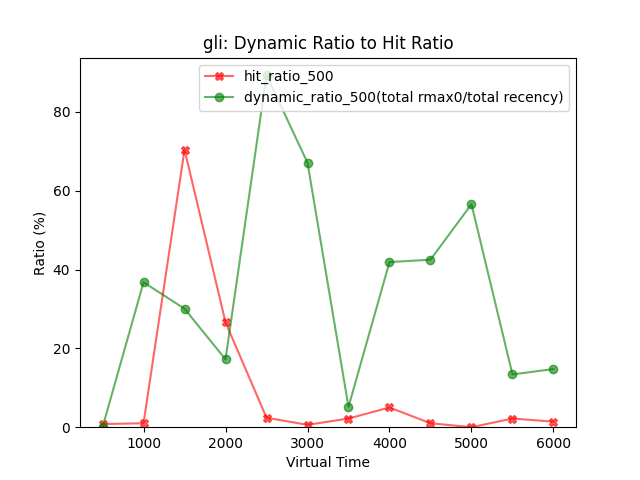 gli: Dynamic Ratio to Hit Ratio
hit_ratio_500
dynamic_ratio_500(total rmax0/total recency)
Ratio (%)
80
60
40
20
0
1000 2000 3000 4000 5000 6000
Virtual Time